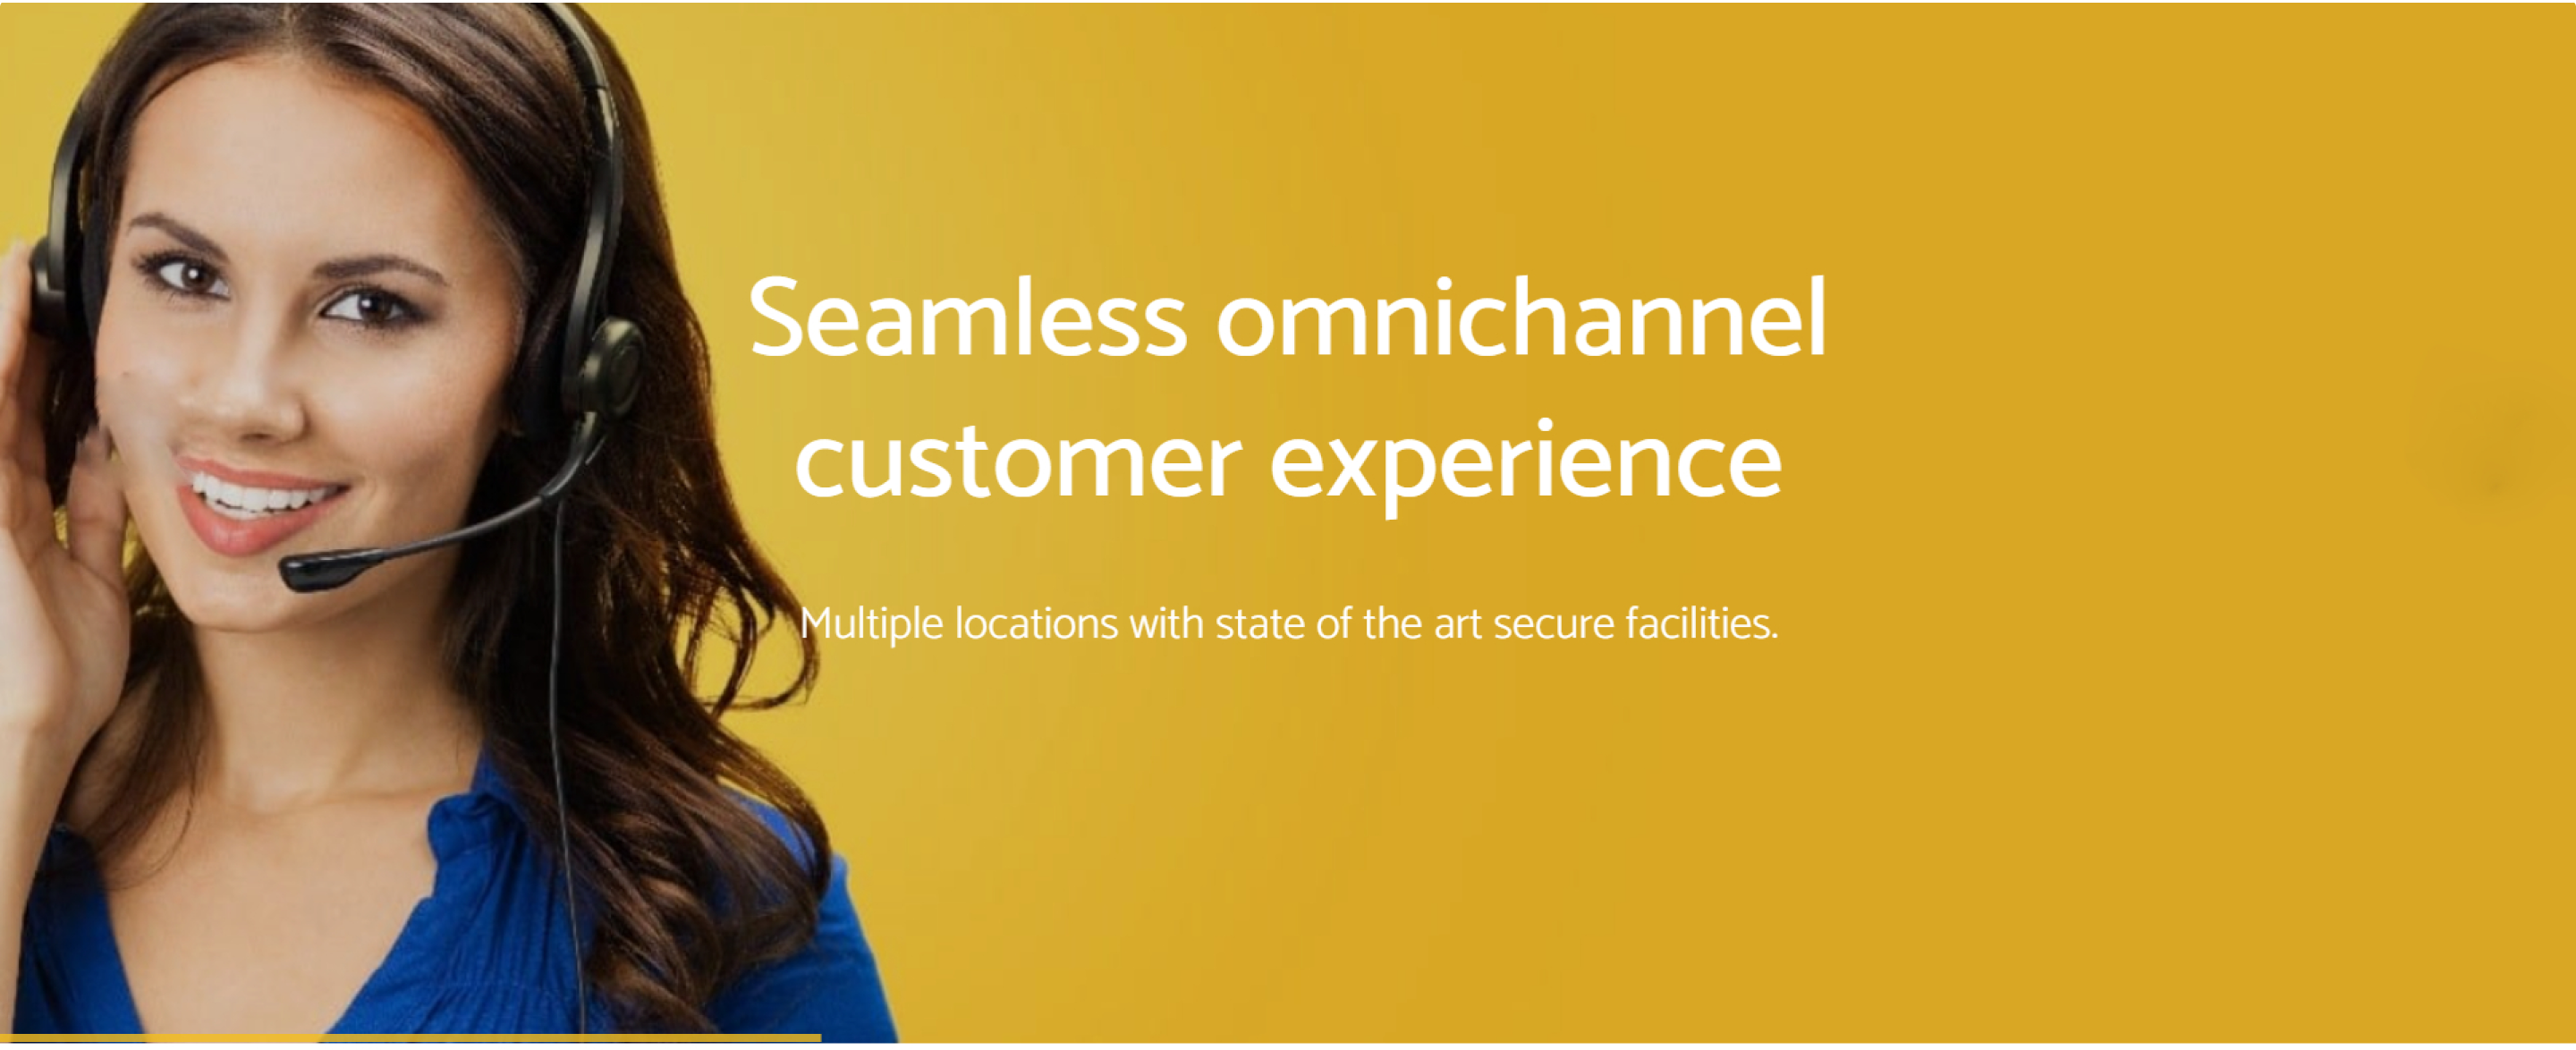 Seamless omnichannel
customer experience
Multiple locations with state of the art secure facilities.